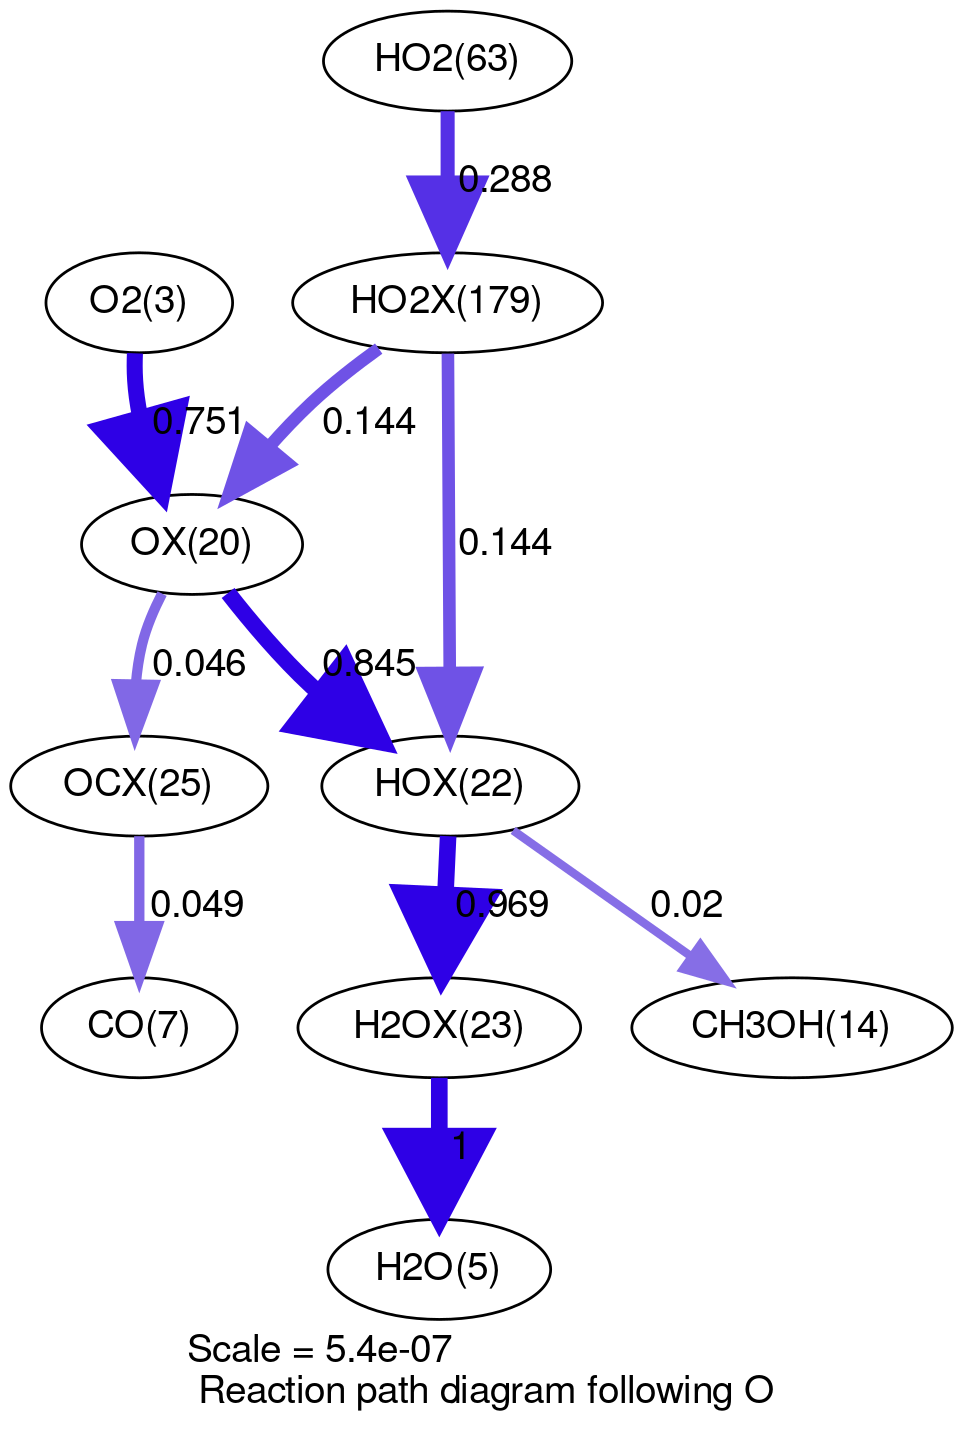 HO2(63)
0.288
O2(3)
HO2X(179)
0.751
0.144
OX(20)
0.144
0.046
0.845
OCX(25)
HOX(22)
0.049
0.969
0.02
CO(7)
H2OX(23)
CH3OH(14)
1
H2O(5)
Scale = 5.4e-07
Reaction path diagram following O